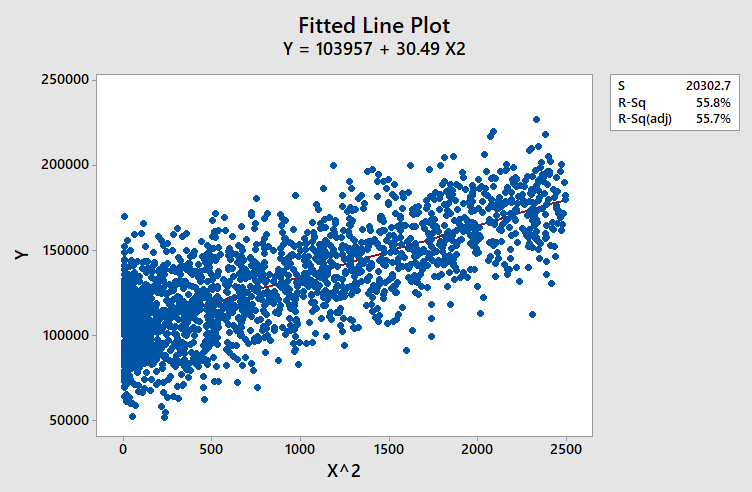 Fitted Line Plot
Y = 103957 + 30.49 X2
S 20302.7
R-Sq 55.8%
R-Sq(adj) 55.7%
250000
200000
150000
100000
50000
Y
0 500 1000 1500 2000 2500
X^2